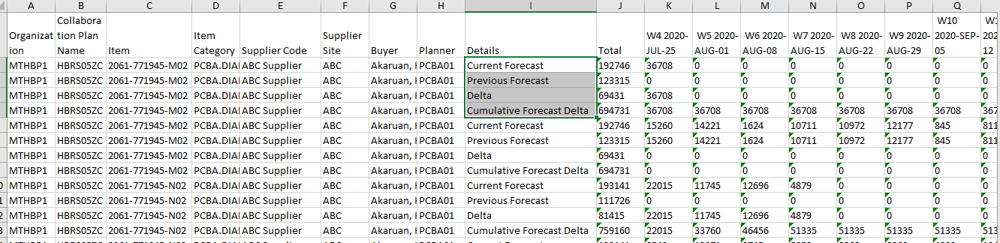 A B C D E F G H I J K L M N O P Q R
Organization Collaboration Plan Name Item Item Category Supplier Code Supplier Site Buyer Planner Details Total W4 2020-JUL-25 W5 2020-AUG-01 W6 2020-AUG-08 W7 2020-AUG-15 W8 2020-AUG-22 W9 2020-AUG-29 W10 2020-SEP-05
MTHBP1 HBRS05ZC 2061-771945-M02 PCBA.DIA ABC Supplier ABC Akaruan, PCBA01 Current Forecast 192746 36708 0 0 0 0 0 0 0
MTHBP1 HBRS05ZC 2061-771945-M02 PCBA.DIA ABC Supplier ABC Akaruan, PCBA01 Previous Forecast 123315 0 0 0 0 0 0 0 0
MTHBP1 HBRS05ZC 2061-771945-M02 PCBA.DIA ABC Supplier ABC Akaruan, PCBA01 Delta 69431 36708 0 0 0 0 0 0 0
MTHBP1 HBRS05ZC 2061-771945-M02 PCBA.DIA ABC Supplier ABC Akaruan, PCBA01 Cumulative Forecast Delta 694731 36708 36708 36708 36708 36708 36708 36708 367
MTHBP1 HBRS05ZC 2061-771945-M02 PCBA.DIA ABC Supplier ABC Akaruan, PCBA01 Current Forecast 192746 15260 14221 1624 10711 10972 12177 845 811
MTHBP1 HBRS05ZC 2061-771945-M02 PCBA.DIA ABC Supplier ABC Akaruan, PCBA01 Previous Forecast 123315 15260 14221 1624 10711 10972 12177 845 811
MTHBP1 HBRS05ZC 2061-771945-M02 PCBA.DIA ABC Supplier ABC Akaruan, PCBA01 Delta 69431 0 0 0 0 0 0 0 0
MTHBP1 HBRS05ZC 2061-771945-M02 PCBA.DIA ABC Supplier ABC Akaruan, PCBA01 Cumulative Forecast Delta 694731 0 0 0 0 0 0 0 0
MTHBP1 HBRS05ZC 2061-771945-N02 PCBA.DIA ABC Supplier ABC Akaruan, PCBA01 Current Forecast 193141 22015 11745 12696 4879 0 0 0 0
MTHBP1 HBRS05ZC 2061-771945-N02 PCBA.DIA ABC Supplier ABC Akaruan, PCBA01 Previous Forecast 111726 0 0 0 0 0 0 0 0
MTHBP1 HBRS05ZC 2061-771945-N02 PCBA.DIA ABC Supplier ABC Akaruan, PCBA01 Delta 81415 22015 11745 12696 4879 0 0 0 0
MTHBP1 HBRS05ZC 2061-771945-N02 PCBA.DIA ABC Supplier ABC Akaruan, PCBA01 Cumulative Forecast Delta 759160 22015 33760 46456 51335 51335 51335 51335 513